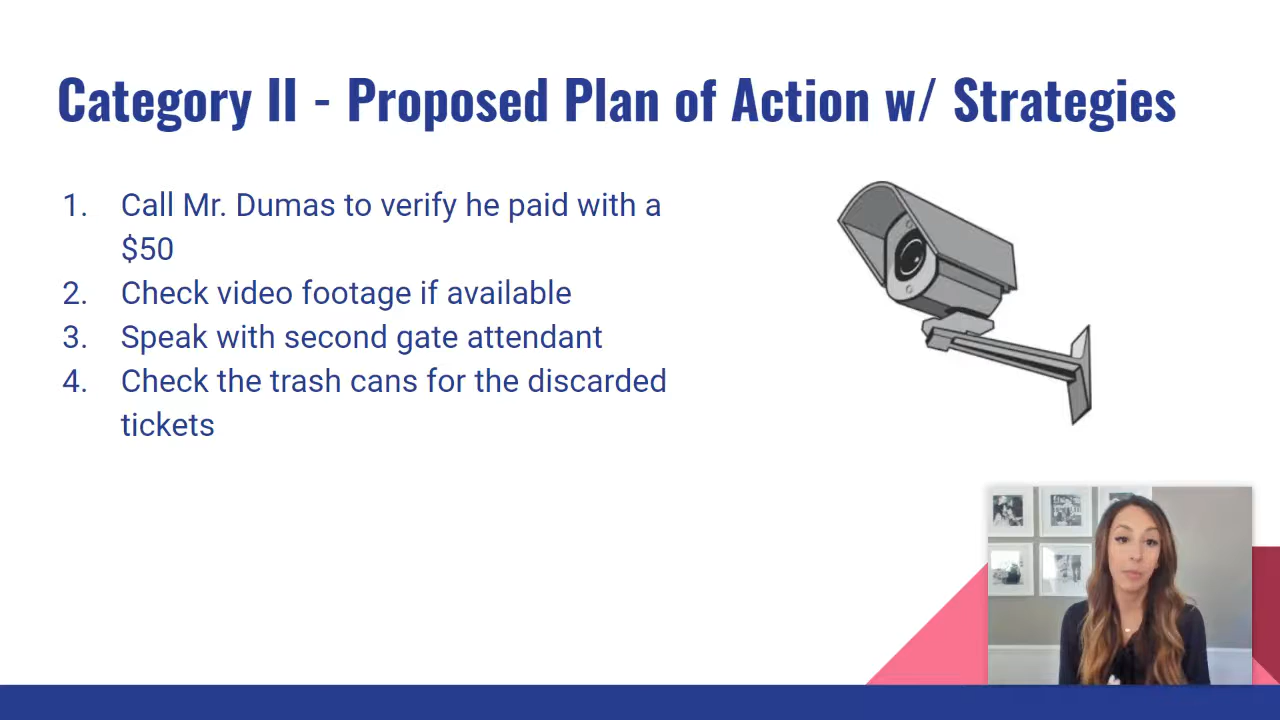 Category II - Proposed Plan of Action w/ Strategies
1. Call Mr. Dumas to verify he paid with a
$50
2. Check video footage if available
3. Speak with second gate attendant
4. Check the trash cans for the discarded
tickets